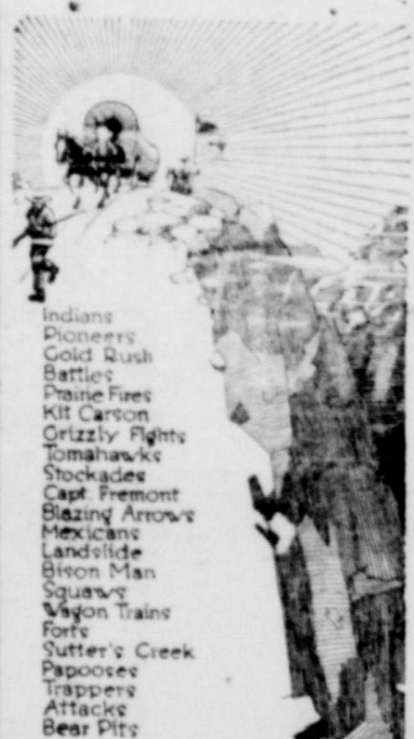 Indians
Pioneers
Gold Rush
Battles
Prairie Fires
Kit Carson
Grizzly Fights
Tomahawks
Stockades
Capt. Fremont
Blazing Arrows
Mexicans
Landslide
Bison Man
Squaws
Wagon Trains
Forts
Sutter's Creek
Papooses
Trappers
Attacks
Bear Pits